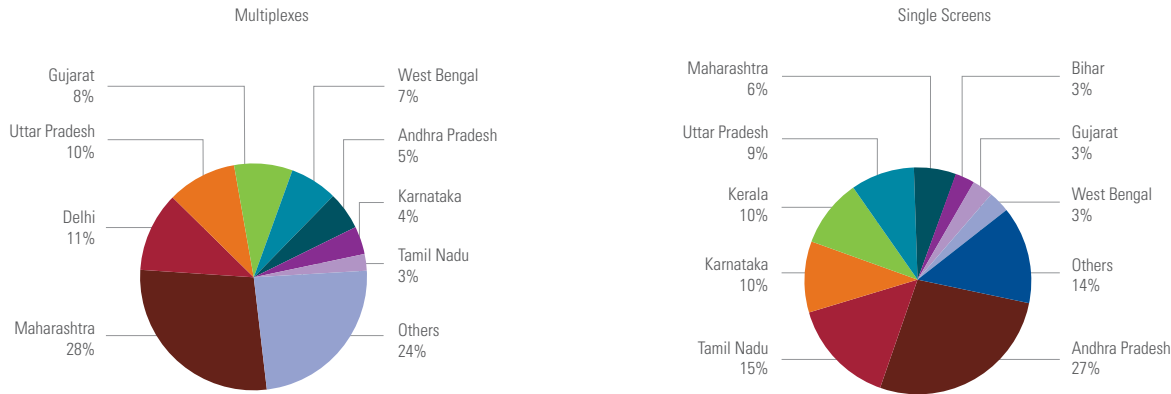 Multiplexes
Gujarat
8%
Uttar Pradesh
10%
Delhi
11%
Maharashtra
28%
West Bengal
7%
Andhra Pradesh
5%
Karnataka
4%
Tamil Nadu
3%
Others
24%
Single Screens
Maharashtra
6%
Uttar Pradesh
9%
Kerala
10%
Karnataka
10%
Tamil Nadu
15%
Bihar
3%
Gujarat
3%
West Bengal
3%
Others
14%
Andhra Pradesh
27%